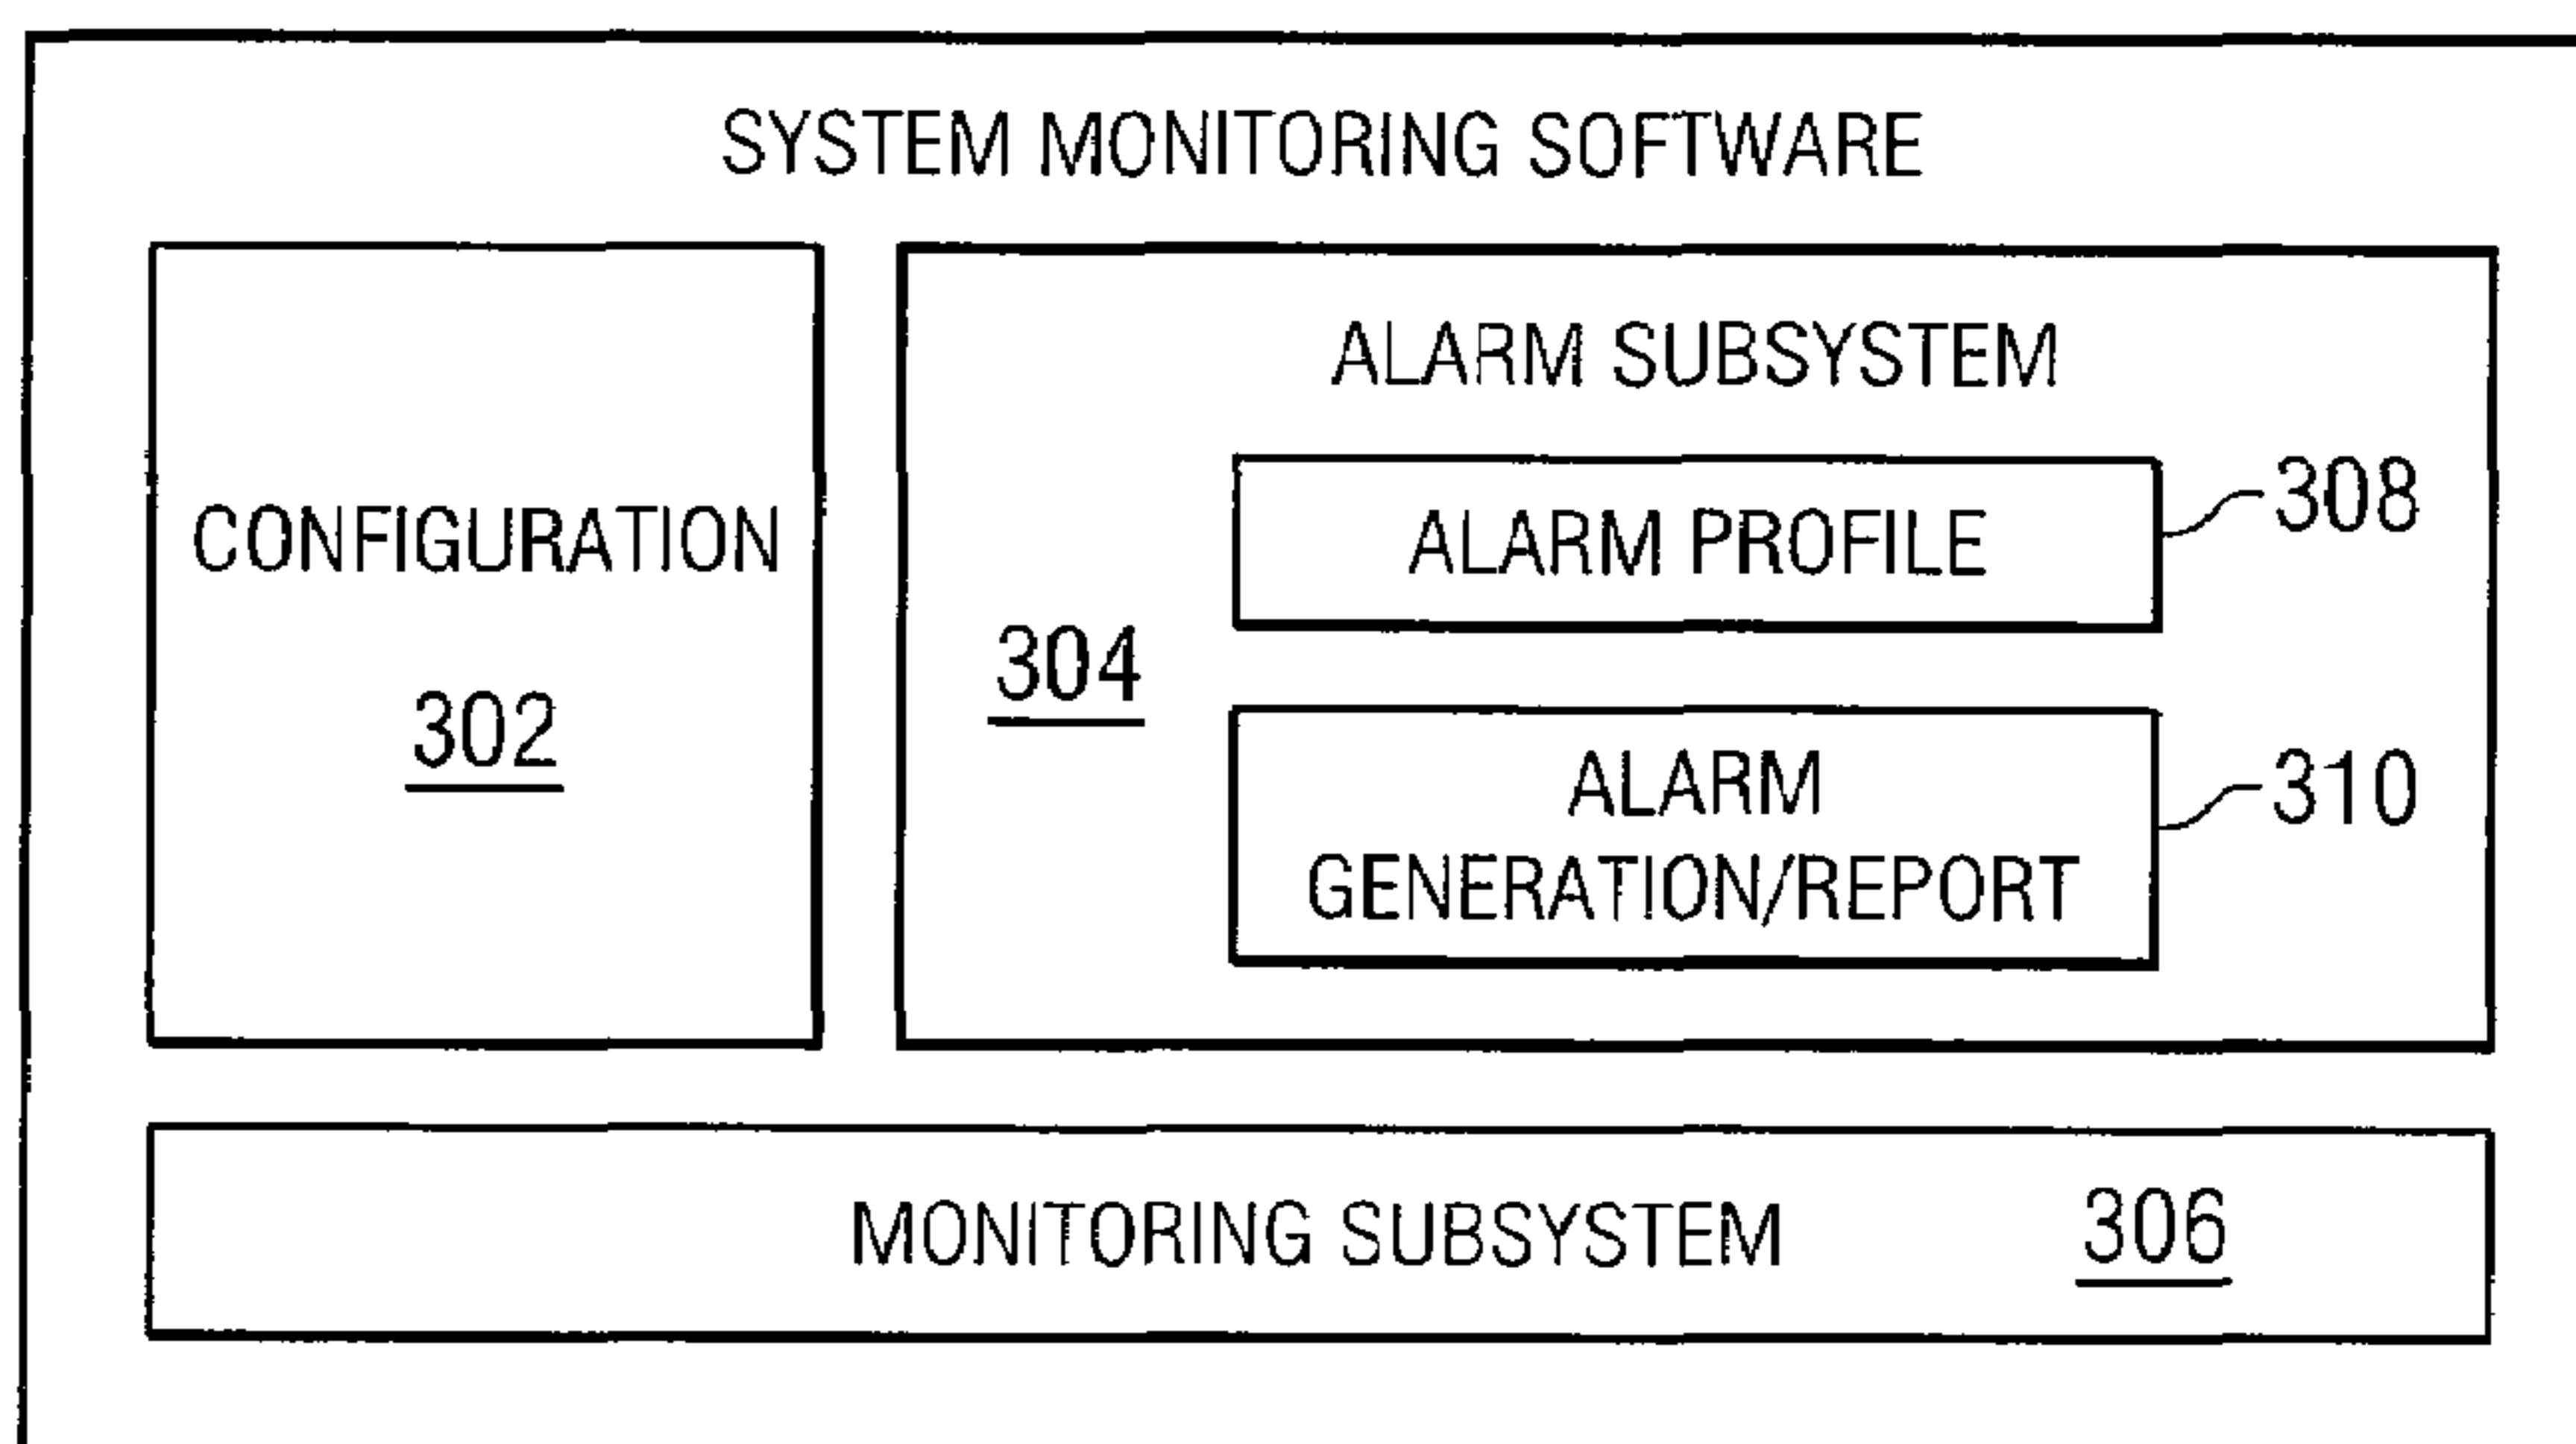 SYSTEM MONITORING SOFTWARE
CONFIGURATION
302
ALARM SUBSYSTEM
304
ALARM PROFILE
308
ALARM
GENERATION/REPORT
310
MONITORING SUBSYSTEM 306